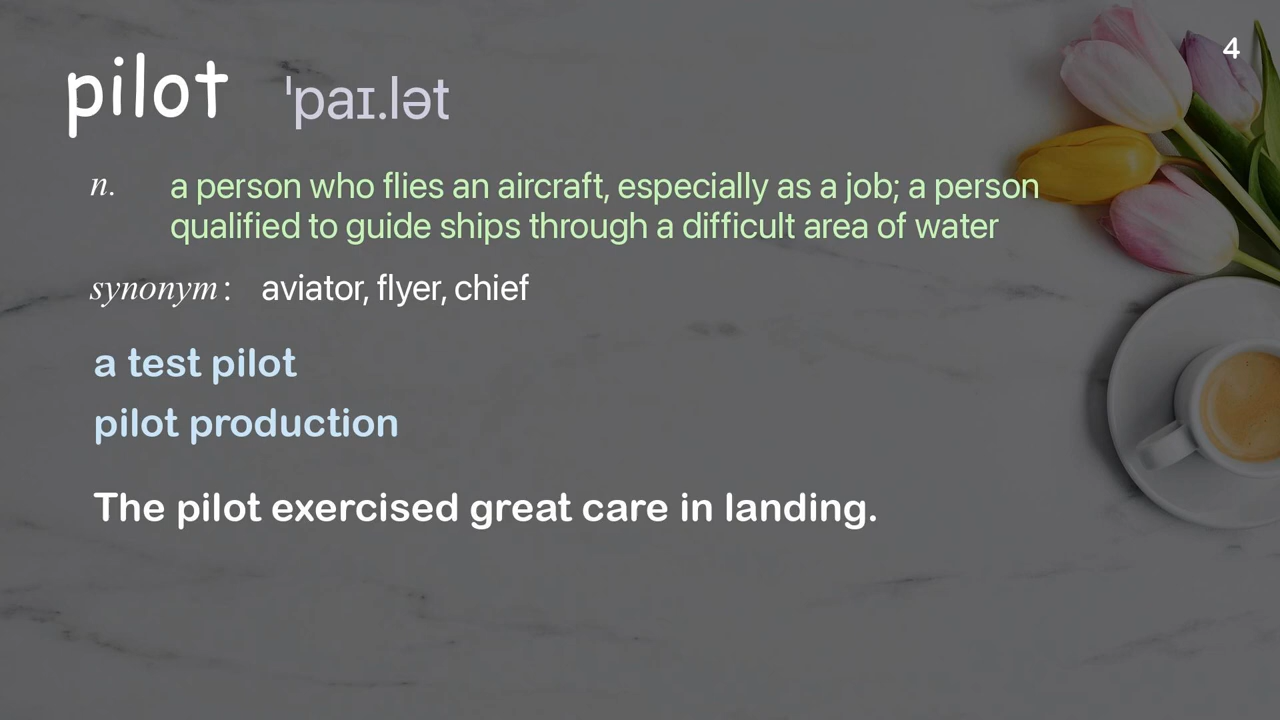 4
pilot ˈpaɪ.lət
n. a person who flies an aircraft, especially as a job; a person
qualified to guide ships through a difficult area of water
synonym: aviator, flyer, chief
a test pilot
pilot production
The pilot exercised great care in landing.